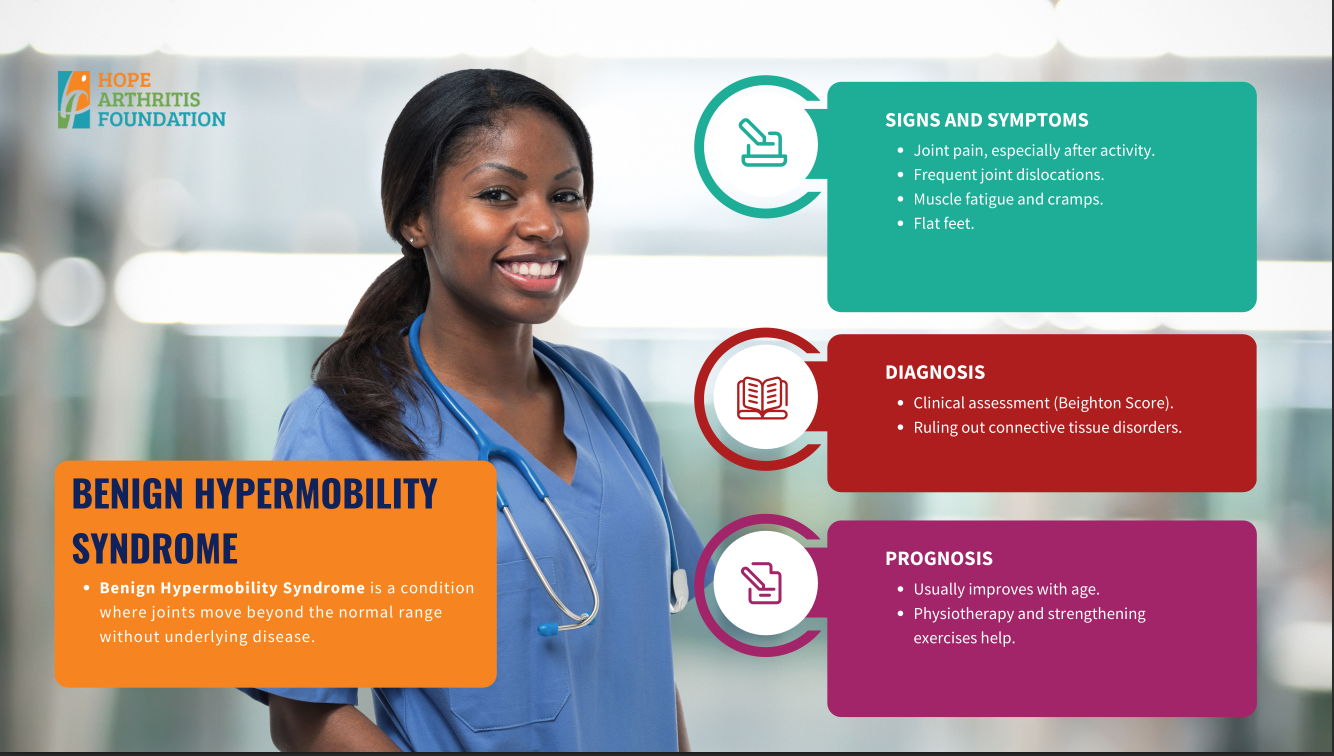 HOPE
ARTHRITIS
FOUNDATION
BENIGN HYPERMOBILITY
SYNDROME
• Benign Hypermobility Syndrome is a condition
where joints move beyond the normal range
without underlying disease.
SIGNS AND SYMPTOMS
• Joint pain, especially after activity.
• Frequent joint dislocations.
• Muscle fatigue and cramps.
• Flat feet.
DIAGNOSIS
• Clinical assessment (Beighton Score).
• Ruling out connective tissue disorders.
PROGNOSIS
• Usually improves with age.
• Physiotherapy and strengthening
exercises help.